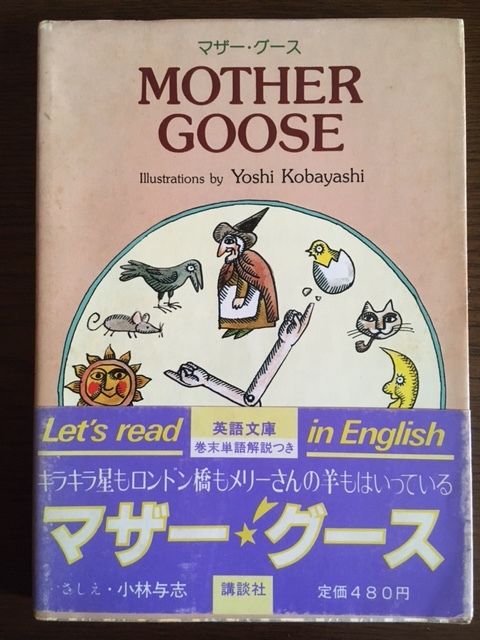 マザー・グース
MOTHER
GOOSE
Illustrations by Yoshi Kobayashi
Let's read
英語文庫
巻末単語解説つき
in English
キラキラ星もロンドン橋もメリーさんの羊もはいっている
マザー★グース
さしえ・小林与志
講談社
定価480円